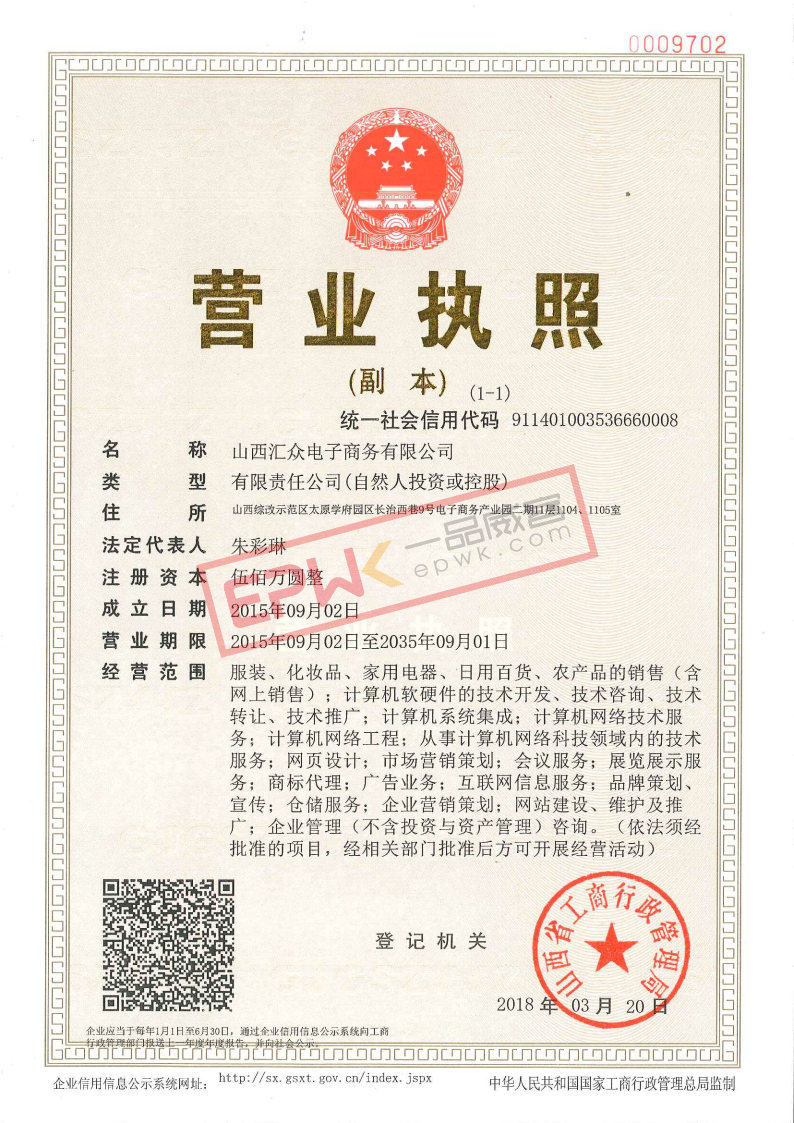 0009702
营业执照
(副 本) (1-1)
统一社会信用代码 911401003536660008
名 称 山西汇众电子商务有限公司
类 型 有限责任公司(自然人投资或控股)
住 所 山西综改示范区太原学府园区长治西巷9号电子商务产业园二期11层1104、1105室
法定代表人 朱彩琳
注册资本 伍佰万圆整
成立日期 2015年09月02日
营业期限 2015年09月02日至2035年09月01日
经营范围 服装、化妆品、家用电器、日用百货、农产品的销售（含
网上销售）；计算机软硬件的技术开发、技术咨询、技术
转让、技术推广；计算机系统集成；计算机网络技术服
务；计算机网络工程；从事计算机网络科技领域内的技术
服务；网页设计；市场营销策划；会议服务；展览展示服
务；商标代理；广告业务；互联网信息服务；品牌策划、
宣传；仓储服务；企业营销策划；网站建设、维护及推
广；企业管理（不含投资与资产管理）咨询。（依法须经
批准的项目，经相关部门批准后方可开展经营活动）
EPWK 一品威客
epwk.com
登记机关
山西省工商行政管理局
2018 年 03 月 20 日
企业应当于每年1月1日至6月30日，通过企业信用信息公示系统向工商
行政管理部门报送上一年度年度报告，并向社会公示。
企业信用信息公示系统网址： http://sx.gsxt.gov.cn/index.jspx
中华人民共和国国家工商行政管理总局监制